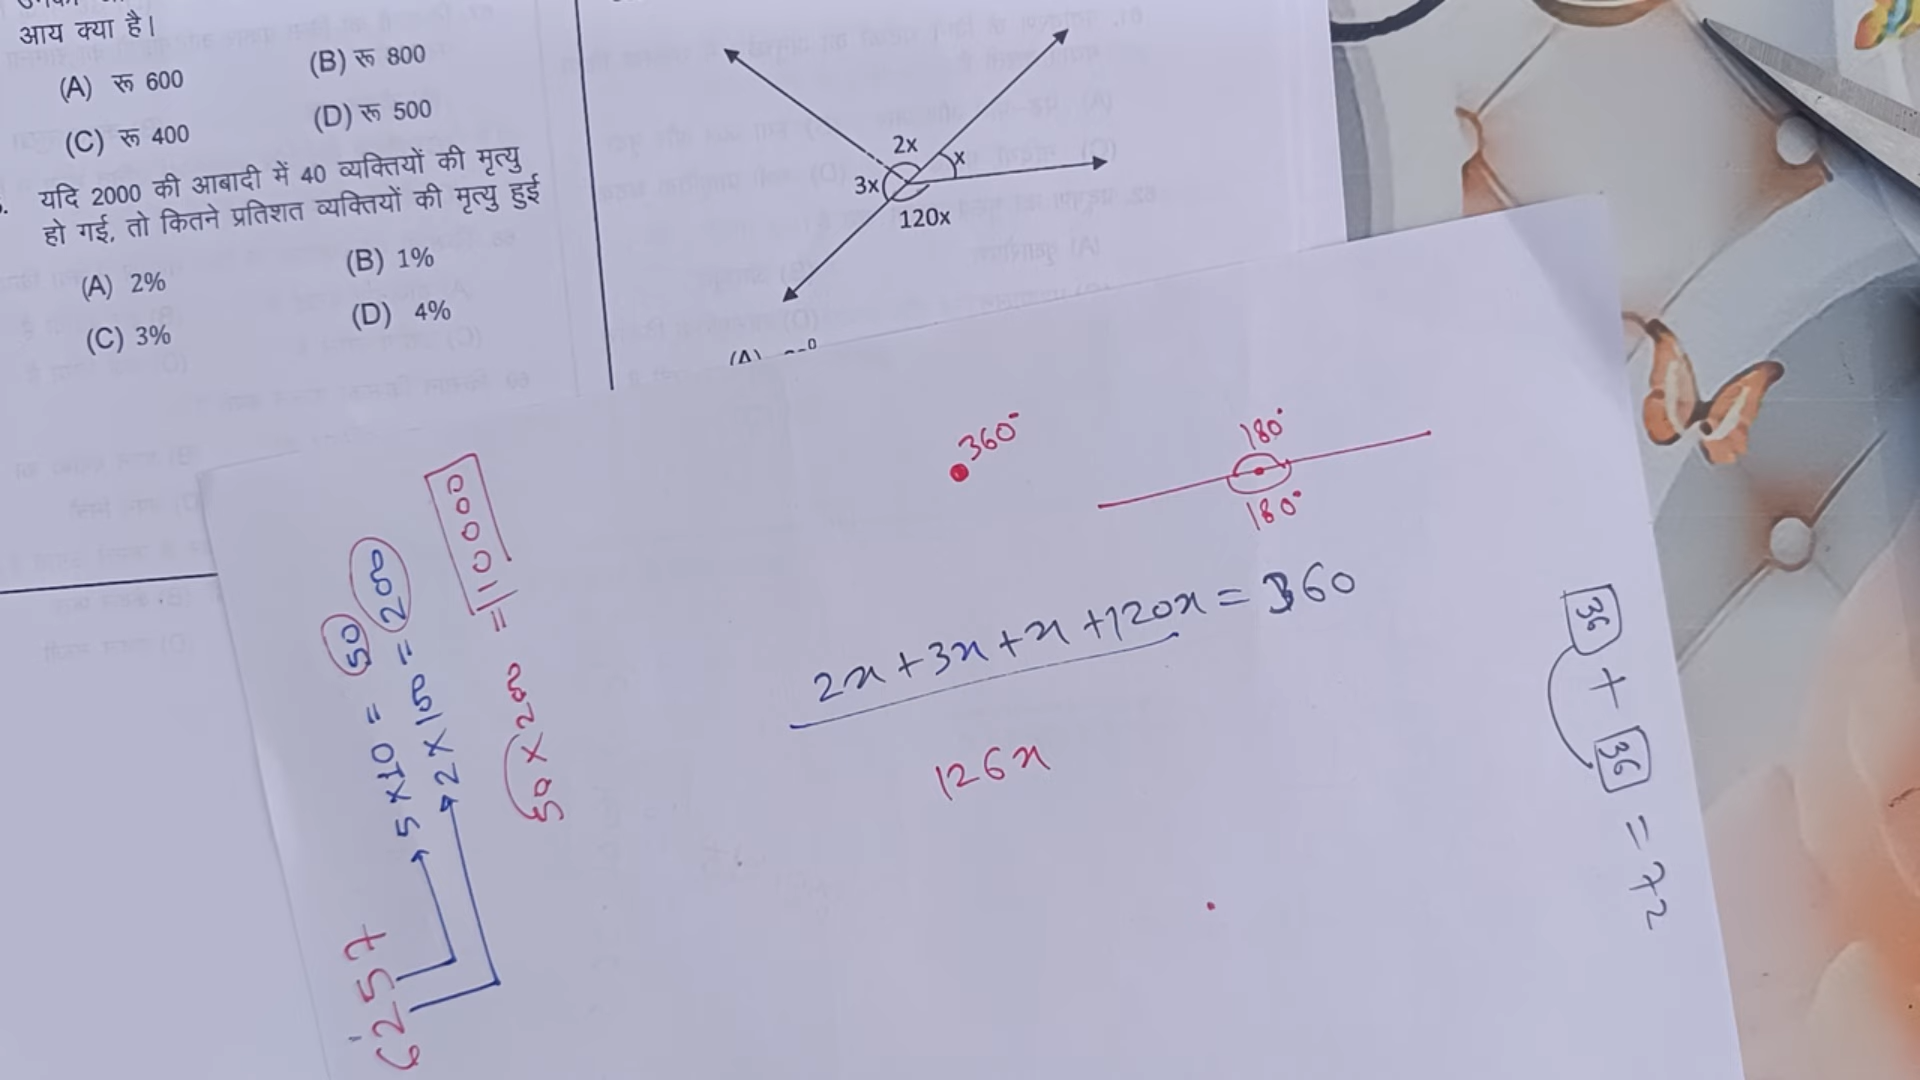 आय क्या है।
(A) रू 600
(B) रू 800
(C) रू 400
(D) रू 500
यदि 2000 की आबादी में 40 व्यक्तियों की मृत्यु
हो गई, तो कितने प्रतिशत व्यक्तियों की मृत्यु हुई
(A) 2%
(B) 1%
(C) 3%
(D) 4%
2x
x
3x
120x
(A)
360°
180°
180°
2x+3x+x+120x=360
126x
6257
5×10=50
2×100=200
50×200=
10000
36+36=72